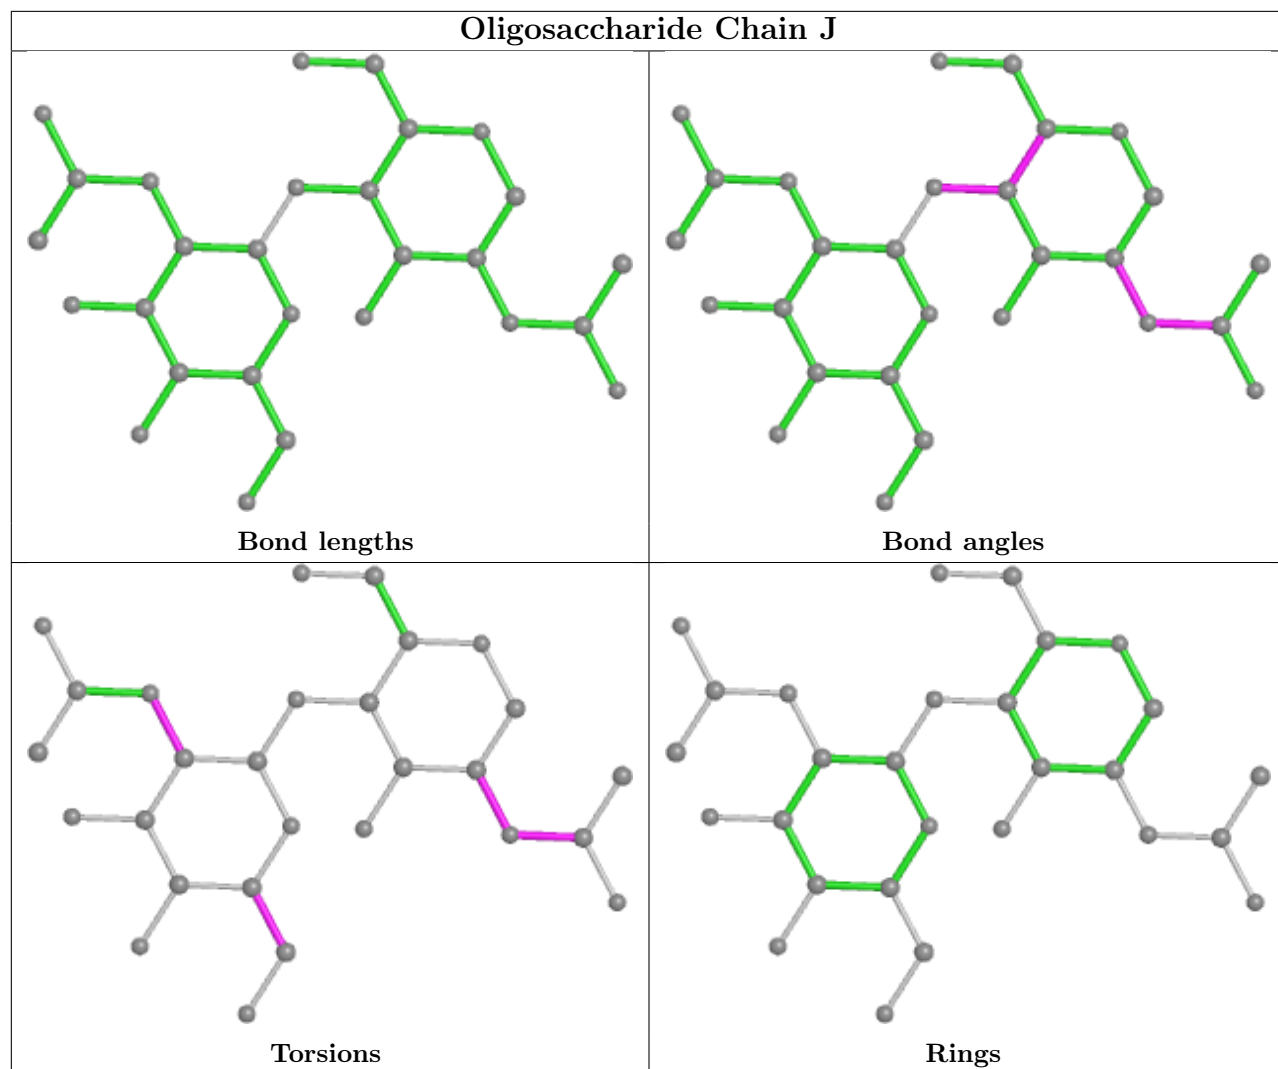 Oligosaccharide Chain J
Bond lengths
Bond angles
Torsions
Rings